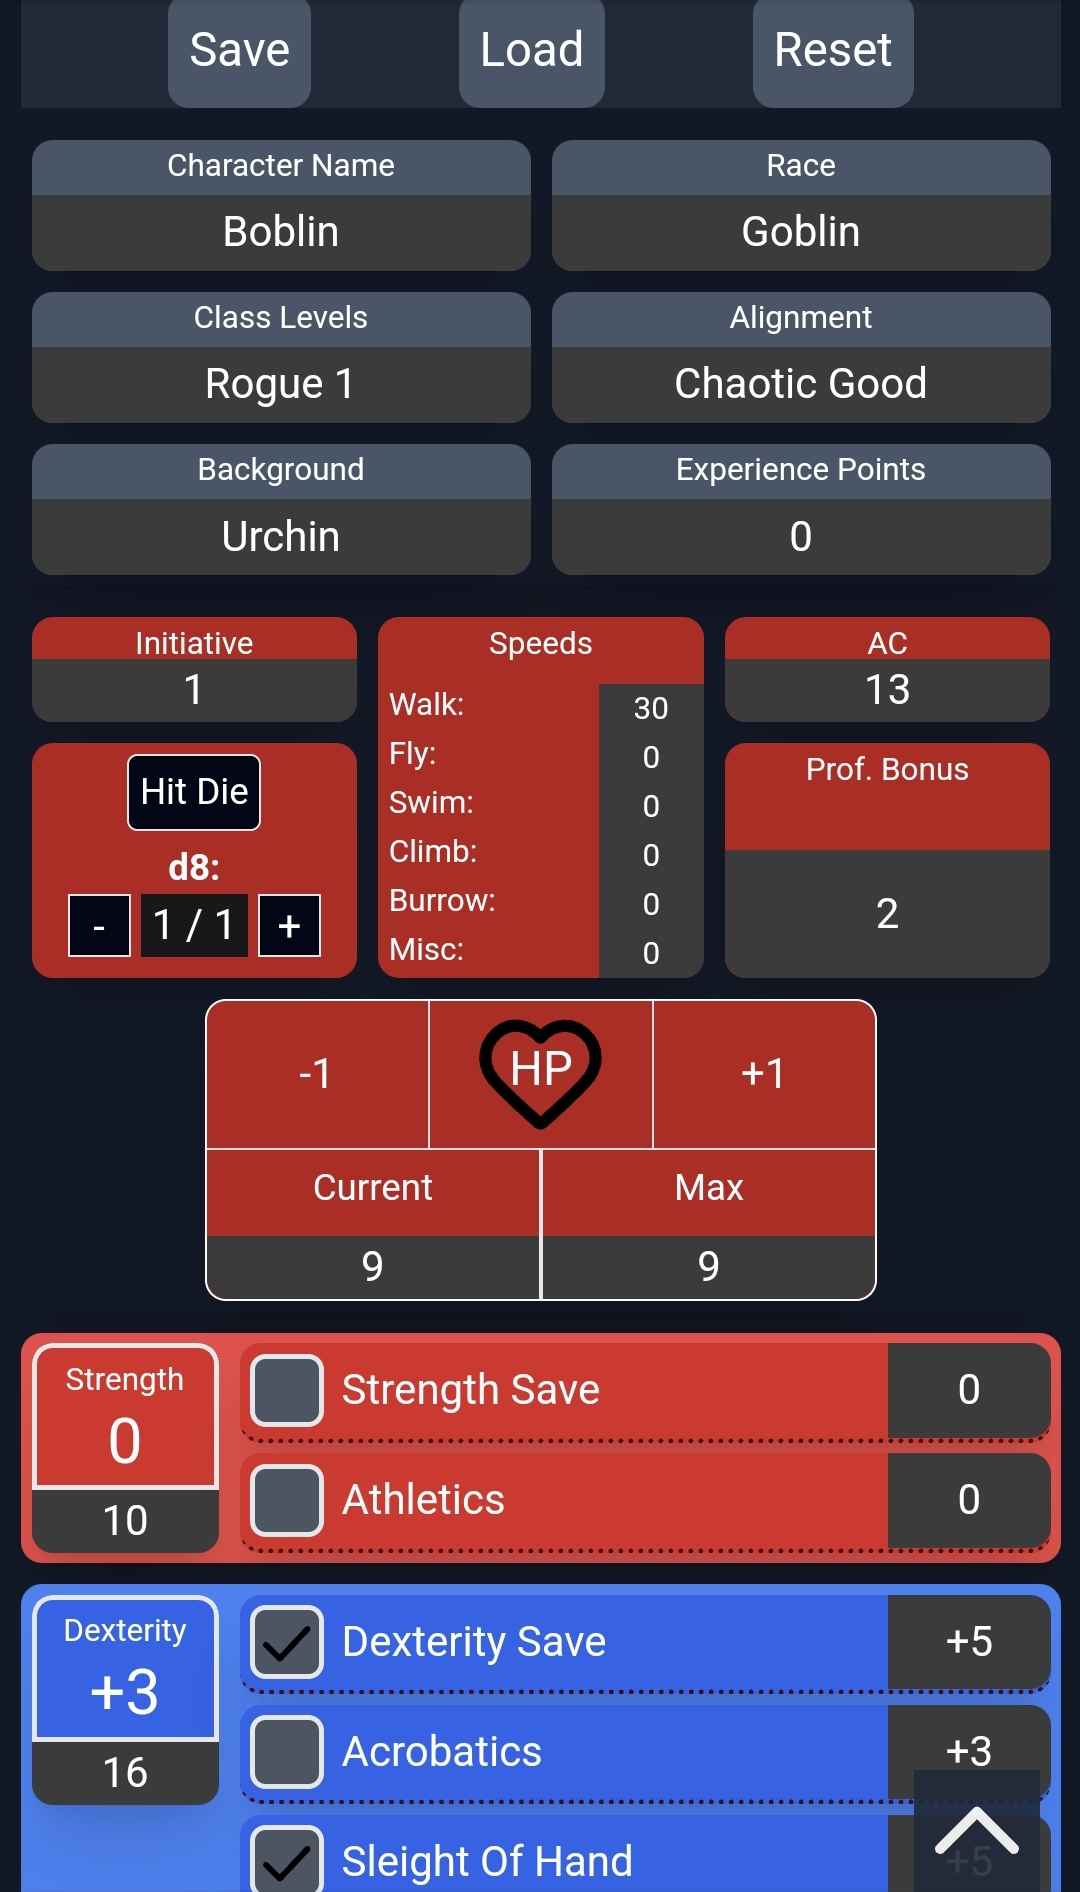 Save Load Reset
Character Name Race
Boblin Goblin
Class Levels Alignment
Rogue 1 Chaotic Good
Background Experience Points
Urchin 0
Initiative Speeds AC
1 13
Walk: 30
Fly: 0
Swim: 0
Climb: 0
Burrow: 0
Misc: 0
Hit Die
d8:
- 1 / 1 +
Prof. Bonus
2
-1 HP +1
Current Max
9 9
Strength
0
10
Strength Save 0
Athletics 0
Dexterity
+3
16
Dexterity Save +5
Acrobatics +3
Sleight Of Hand +5